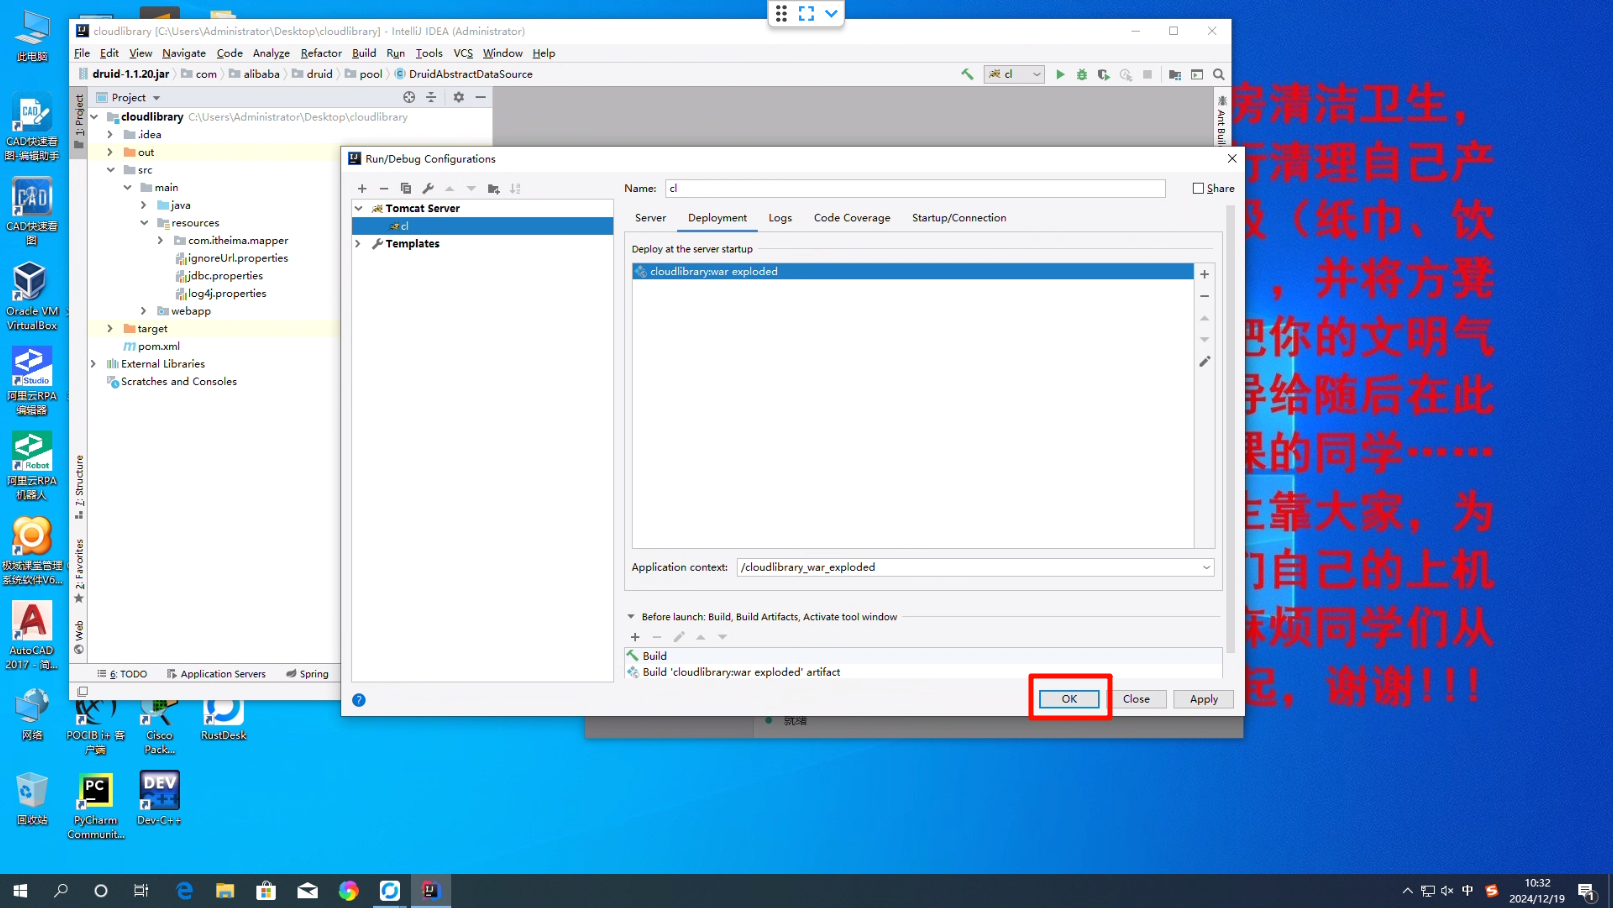 cloudlibrary [C:\Users\Administrator\Desktop\cloudlibrary] - IntelliJ IDEA (Administrator)
File Edit View Navigate Code Analyze Refactor Build Run Tools VCS Window Help
druid-1.1.20.jar com alibaba druid pool DruidAbstractDataSource
cl
Project
cloudlibrary C:\Users\Administrator\Desktop\cloudlibrary
.idea
out
src
main
java
resources
com.itheima.mapper
ignoreUrl.properties
jdbc.properties
log4j.properties
webapp
target
pom.xml
External Libraries
Scratches and Consoles
1: Project
Z: Structure
2: Favorites
Web
Ant Buil
6: TODO Application Servers Spring
Run/Debug Configurations
Tomcat Server
cl
Templates
Name: cl
Share
Server Deployment Logs Code Coverage Startup/Connection
Deploy at the server startup
cloudlibrary:war exploded
Application context: /cloudlibrary_war_exploded
Before launch: Build, Build Artifacts, Activate tool window
Build
Build 'cloudlibrary:war exploded' artifact
? OK Close Apply
就绪
此电脑
CAD快速看
图-编辑助手
CAD快速看
图
Oracle VM
VirtualBox
Studio
阿里云RPA
编辑器
Robot
阿里云RPA
机器人
极域课堂管理
系统软件V6...
AutoCAD
2017 - 简...
网络
POCIB i+ 客
户端
Cisco
Pack...
RustDesk
回收站
PyCharm
Communit...
Dev-C++
房清洁卫生，
行清理自己产
圾（纸巾、饮
，并将方凳
把你的文明气
导给随后在此
课的同学……
生靠大家，为
们自己的上机
麻烦同学们从
起，谢谢!!!
中
10:32
2024/12/19
1